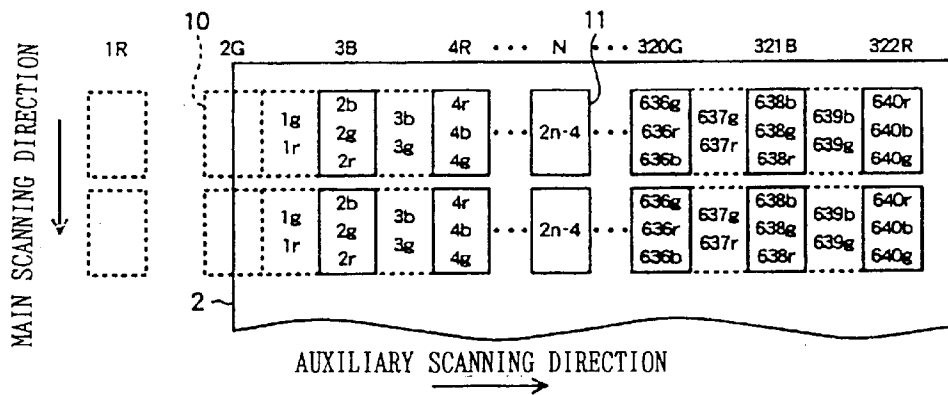 10
11
1R 2G 3B 4R ··· N ··· 320G 321B 322R
MAIN SCANNING DIRECTION
2b 4r 636g 638b 640r
1g 3b 637g 639b
2g 4b 2n-4 636r 638g 640b
1r 3g 637r 639g
2r 4g 636b 638r 640g
2b 4r 636g 638b 640r
1g 3b 637g 639b
2g 4b 2n-4 636r 638g 640b
1r 3g 637r 639g
2r 4g 636b 638r 640g
2
AUXILIARY SCANNING DIRECTION